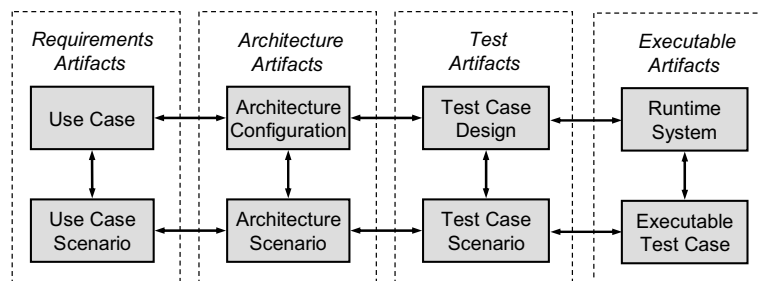 Requirements
Artifacts
Use Case
Use Case
Scenario
Architecture
Artifacts
Architecture
Configuration
Architecture
Scenario
Test
Artifacts
Test Case
Design
Test Case
Scenario
Executable
Artifacts
Runtime
System
Executable
Test Case